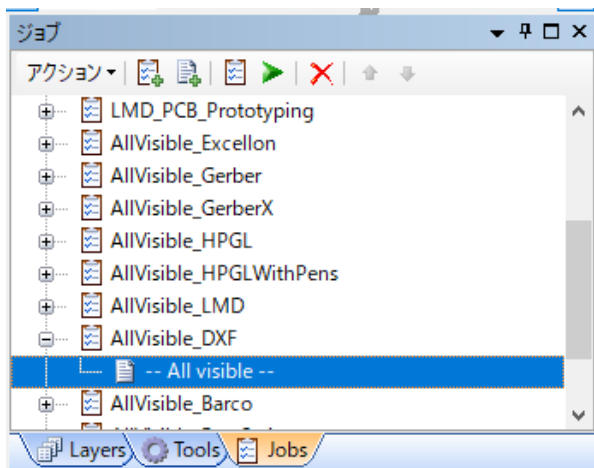 ジョブ
アクション
LMD_PCB_Prototyping
AllVisible_Excellon
AllVisible_Gerber
AllVisible_GerberX
AllVisible_HPGL
AllVisible_HPGLWithPens
AllVisible_LMD
AllVisible_DXF
-- All visible --
AllVisible_Barco
Layers Tools Jobs